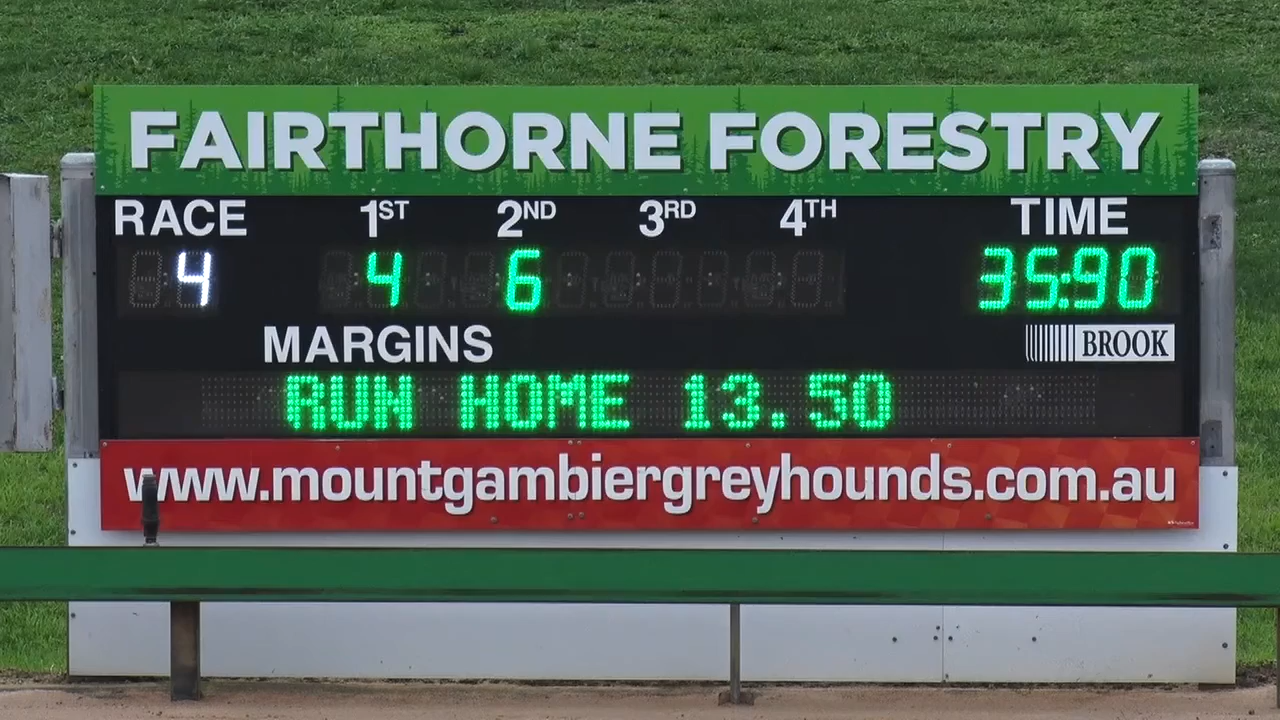 FAIRTHORNE FORESTRY
RACE 1ST 2ND 3RD 4TH TIME
4 4 6 35:90
MARGINS BROOK
RUN HOME 13.50
www.mountgambiergreyhounds.com.au